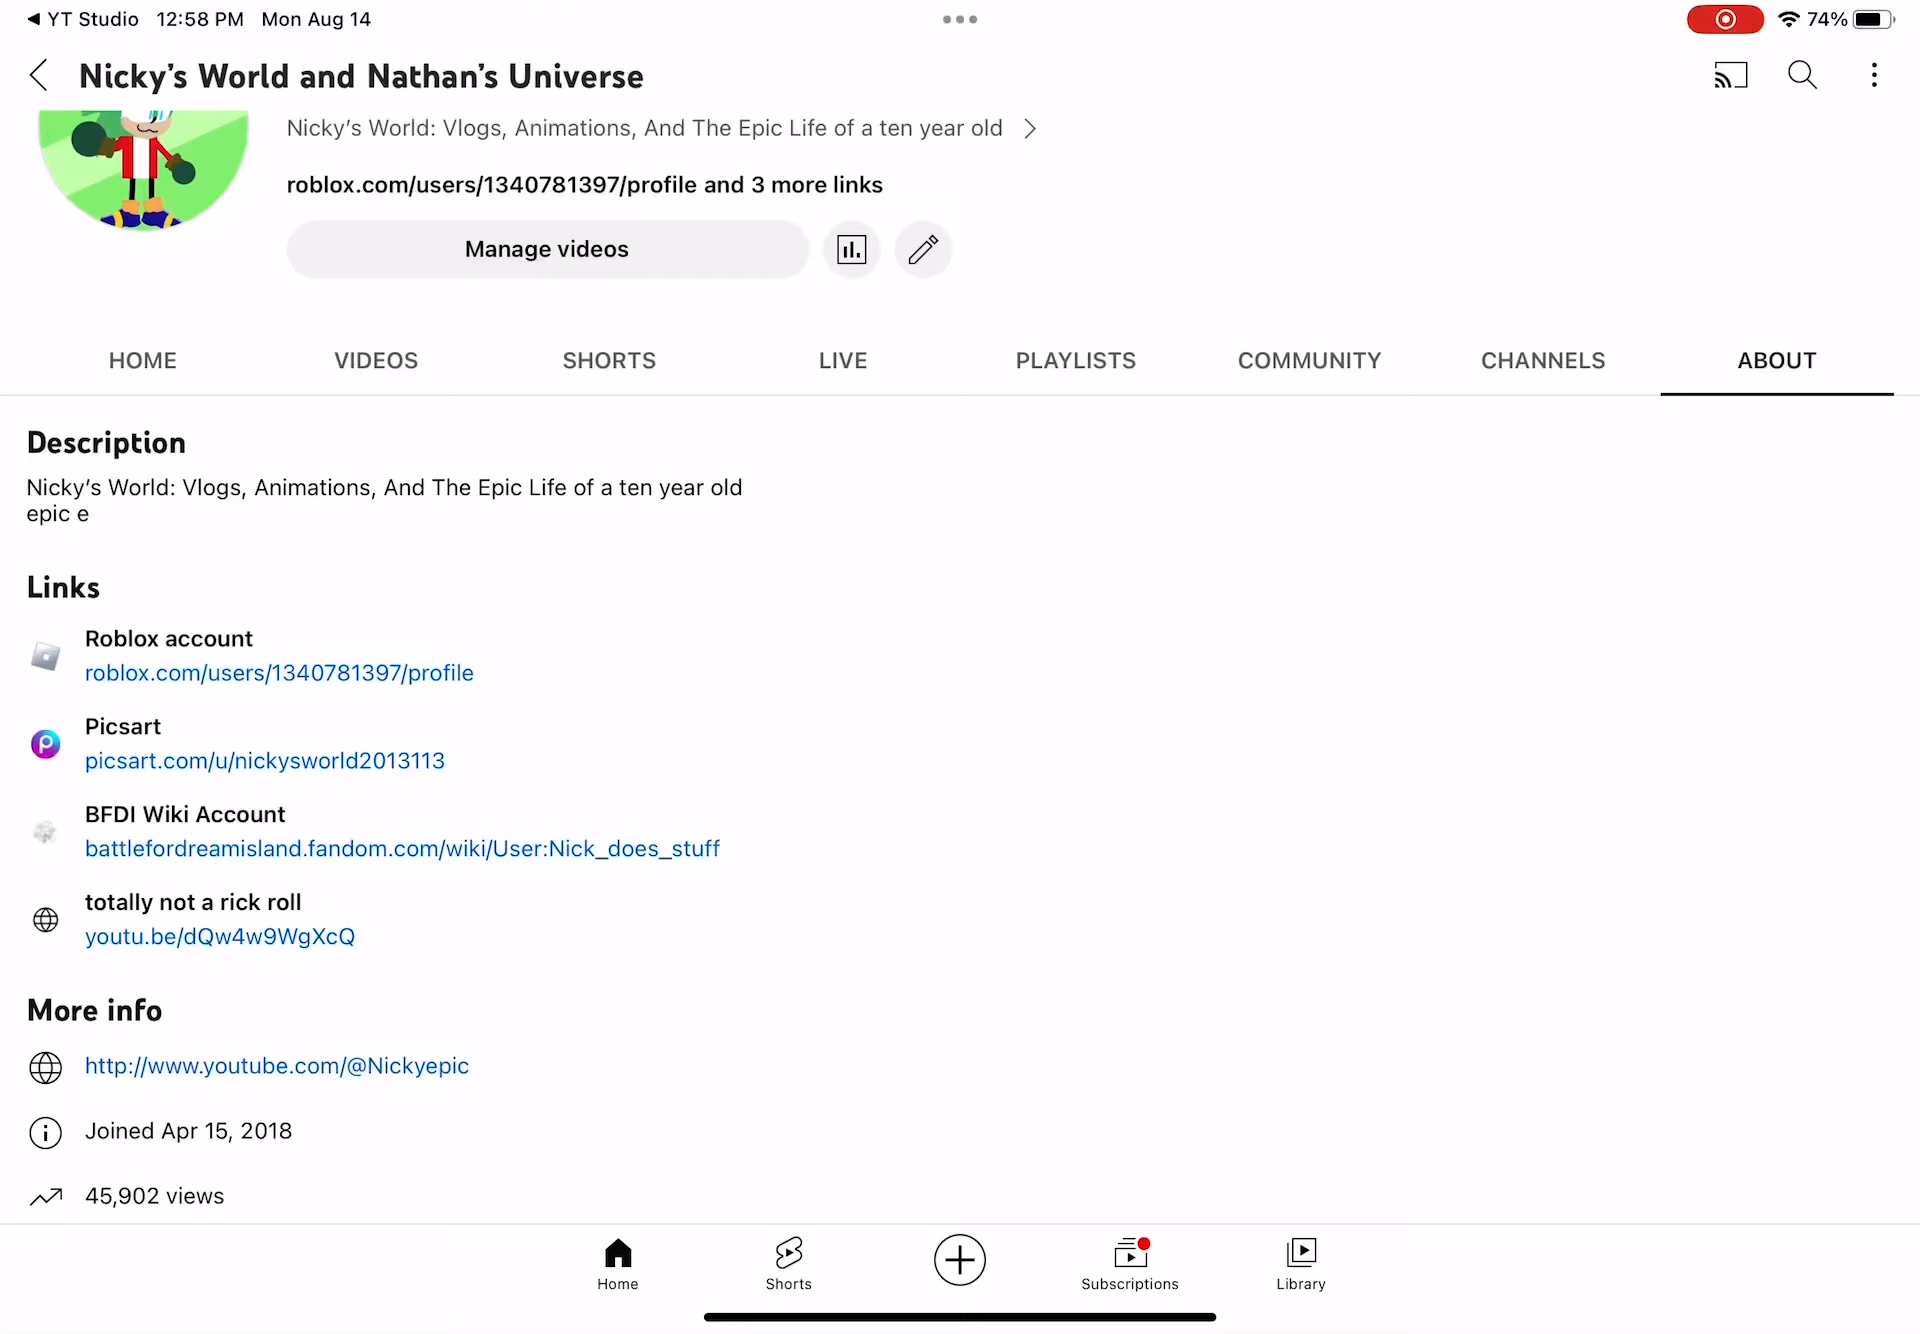 YT Studio 12:58 PM Mon Aug 14
74%
Nicky's World and Nathan's Universe
Nicky's World: Vlogs, Animations, And The Epic Life of a ten year old
roblox.com/users/1340781397/profile and 3 more links
Manage videos
HOME VIDEOS SHORTS LIVE PLAYLISTS COMMUNITY CHANNELS ABOUT
Description
Nicky's World: Vlogs, Animations, And The Epic Life of a ten year old
epic e
Links
Roblox account
roblox.com/users/1340781397/profile
Picsart
picsart.com/u/nickysworld2013113
BFDI Wiki Account
battlefordreamisland.fandom.com/wiki/User:Nick_does_stuff
totally not a rick roll
youtu.be/dQw4w9WgXcQ
More info
http://www.youtube.com/@Nickyepic
Joined Apr 15, 2018
45,902 views
Home Shorts Subscriptions Library